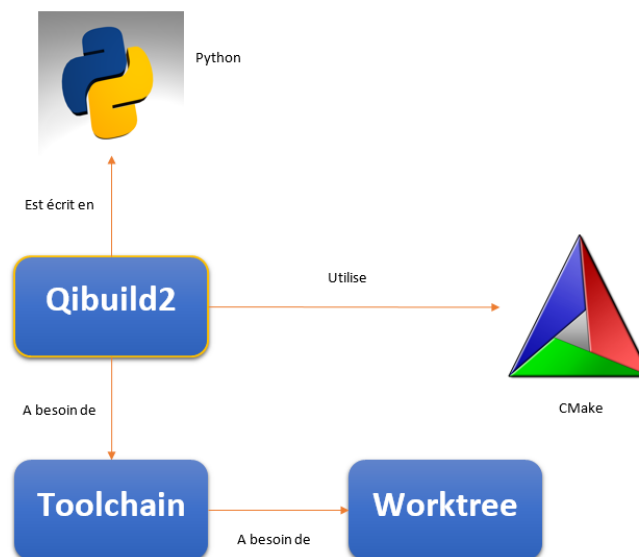 Python
Est écrit en
Qibuild2
Utilise
CMake
A besoin de
Toolchain
Worktree
A besoin de